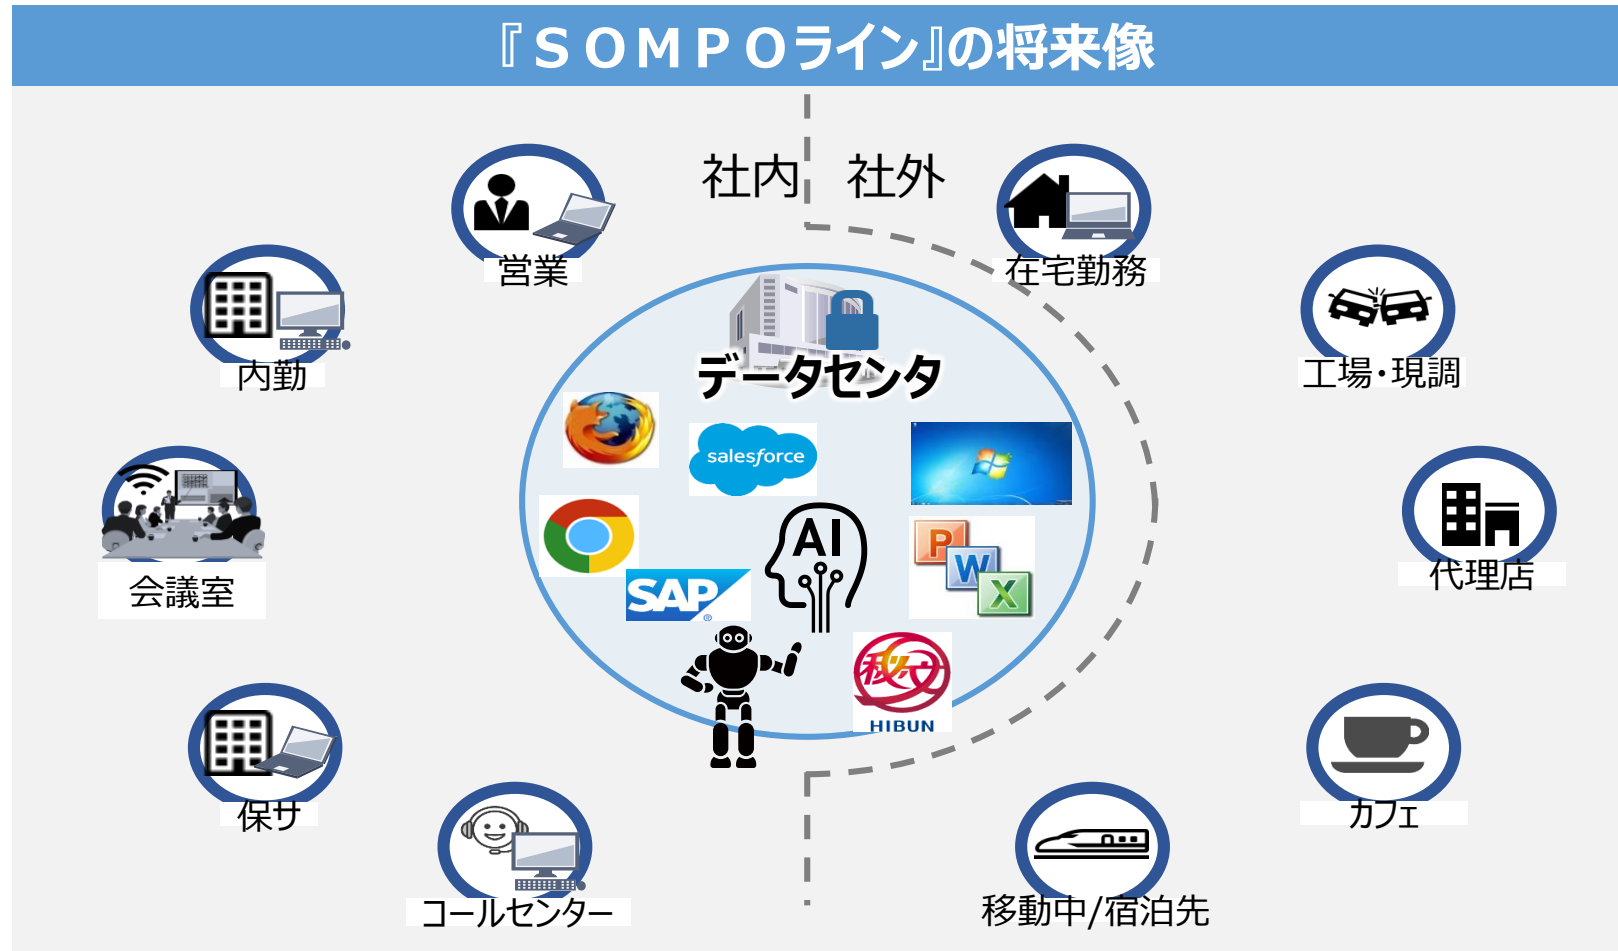 『ＳＯＭＰＯライン』の将来像
社内
社外
営業
在宅勤務
内勤
工場・現調
データセンタ
salesforce
会議室
AI
代理店
SAP
®
P
W
X
秘文
HIBUN
保サ
カフェ
コールセンター
移動中/宿泊先